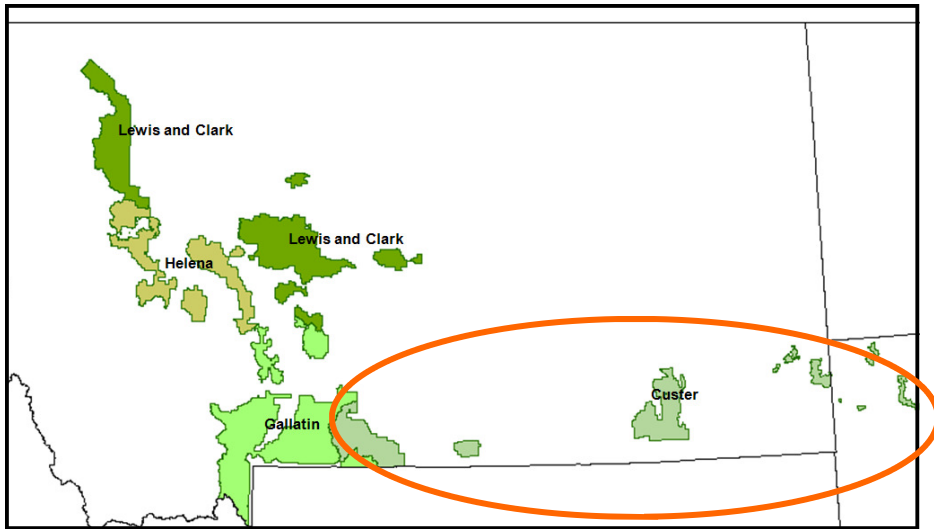 Lewis and Clark
Lewis and Clark
Helena
Custer
Gallatin